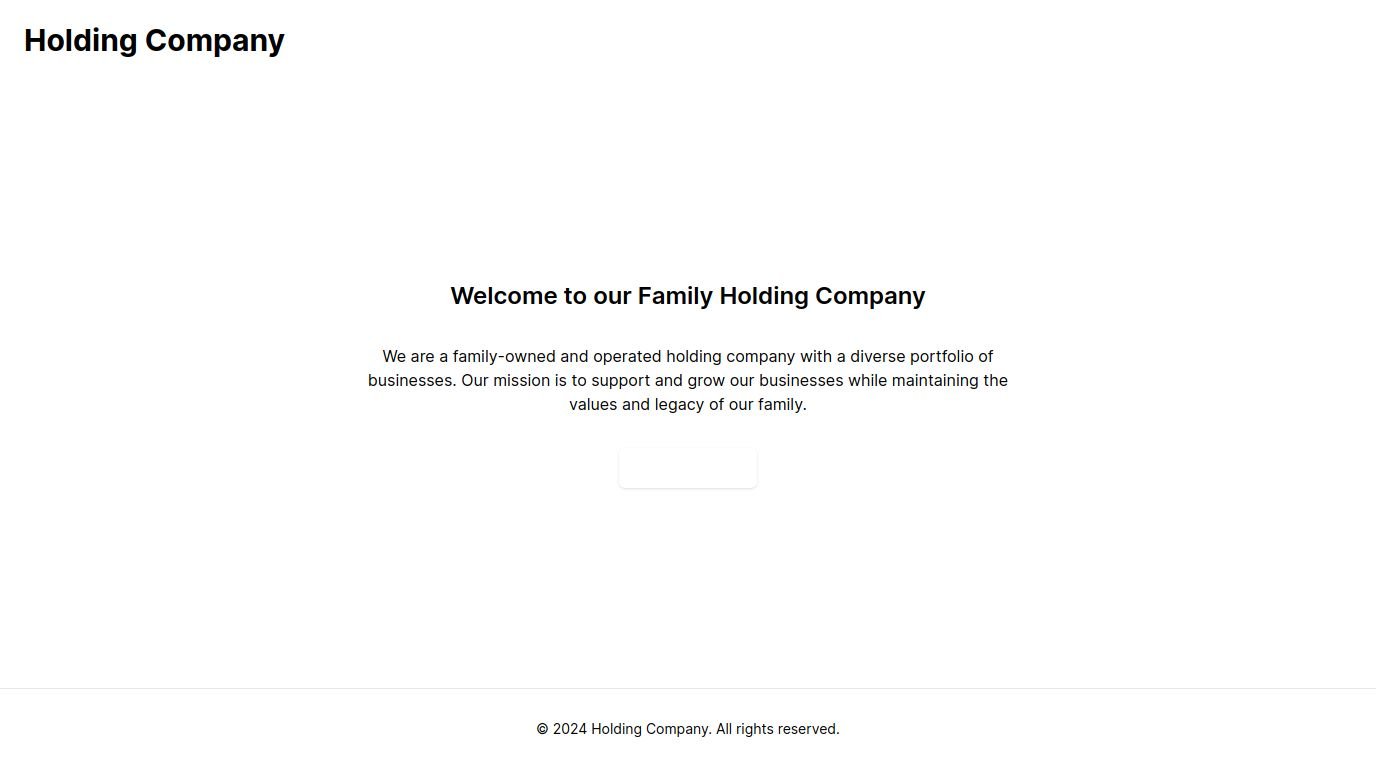 Holding Company
Welcome to our Family Holding Company
We are a family-owned and operated holding company with a diverse portfolio of
businesses. Our mission is to support and grow our businesses while maintaining the
values and legacy of our family.
© 2024 Holding Company. All rights reserved.